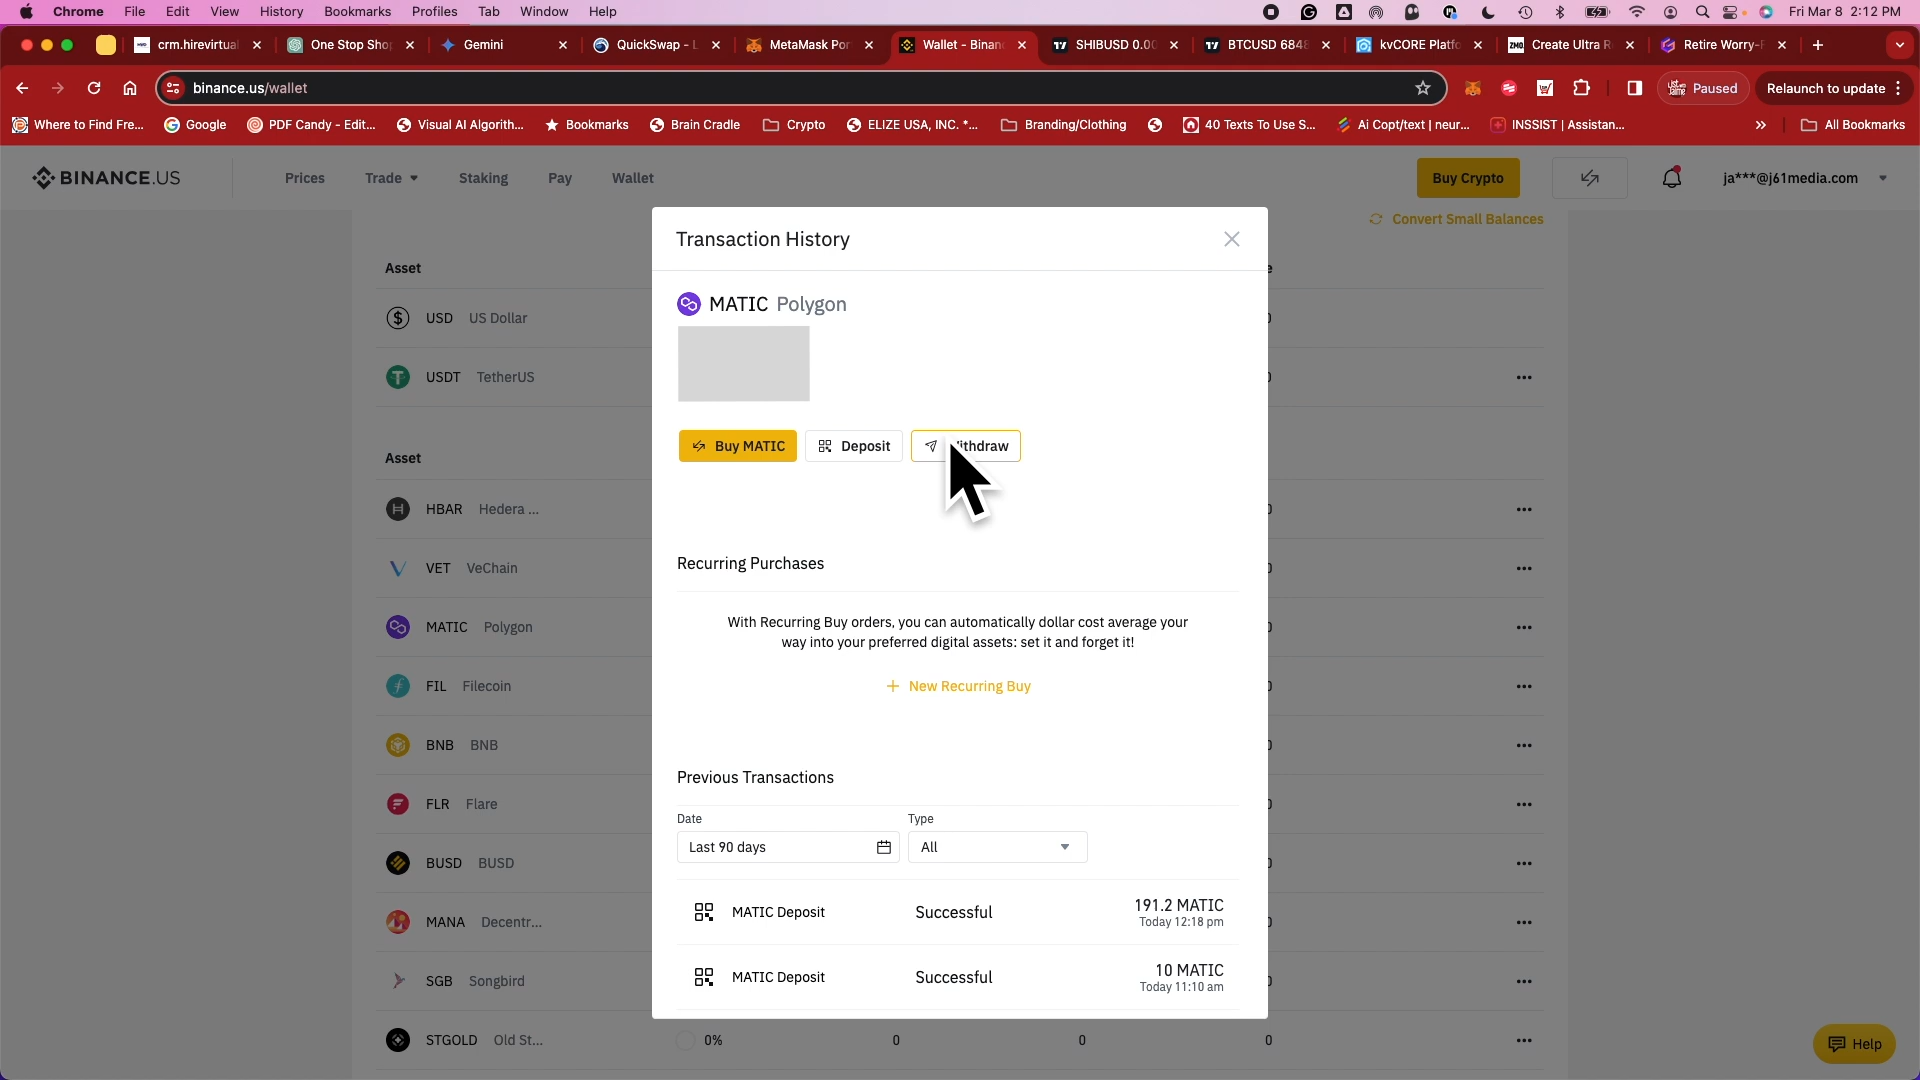 Chrome File Edit View History Bookmarks Profiles Tab Window Help Fri Mar 8 2:12 PM
crm.hirevirtua One Stop Sho Gemini QuickSwap - L MetaMask Por Wallet - Binan SHIBUSD 0.00 BTCUSD 6848 kvCORE Platfo ZMO. Create Ultra R Retire Worry-F
binance.us/wallet Paused Relaunch to update
Where to Find Fre... Google PDF Candy - Edit... Visual AI Algorith... Bookmarks Brain Cradle Crypto ELIZE USA, INC. *... Branding/Clothing 40 Texts To Use S... Ai Copt/text | neur... INSSIST | Assistan... All Bookmarks
BINANCE.US Prices Trade Staking Pay Wallet Buy Crypto ja***@j61media.com
Convert Small Balances
Transaction History
Asset
MATIC Polygon
USD US Dollar
USDT TetherUS
Buy MATIC Deposit ithdraw
Asset
HBAR Hedera ...
Recurring Purchases
VET VeChain
With Recurring Buy orders, you can automatically dollar cost average your
way into your preferred digital assets: set it and forget it!
MATIC Polygon
New Recurring Buy
FIL Filecoin
BNB BNB
Previous Transactions
FLR Flare
Date Type
Last 90 days All
BUSD BUSD
MATIC Deposit Successful 191.2 MATIC
Today 12:18 pm
MANA Decentr...
MATIC Deposit Successful 10 MATIC
Today 11:10 am
SGB Songbird
STGOLD Old St... 0% 0 0 0
Help